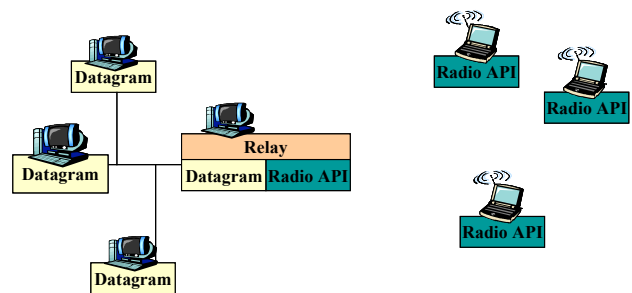 Datagram
Radio API
Radio API
Relay
Datagram
Datagram Radio API
Radio API
Datagram